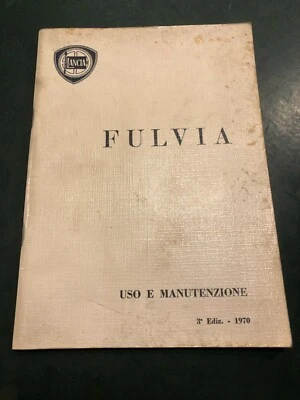 LANCIA
FULVIA
USO E MANUTENZIONE
3ª Ediz. - 1970